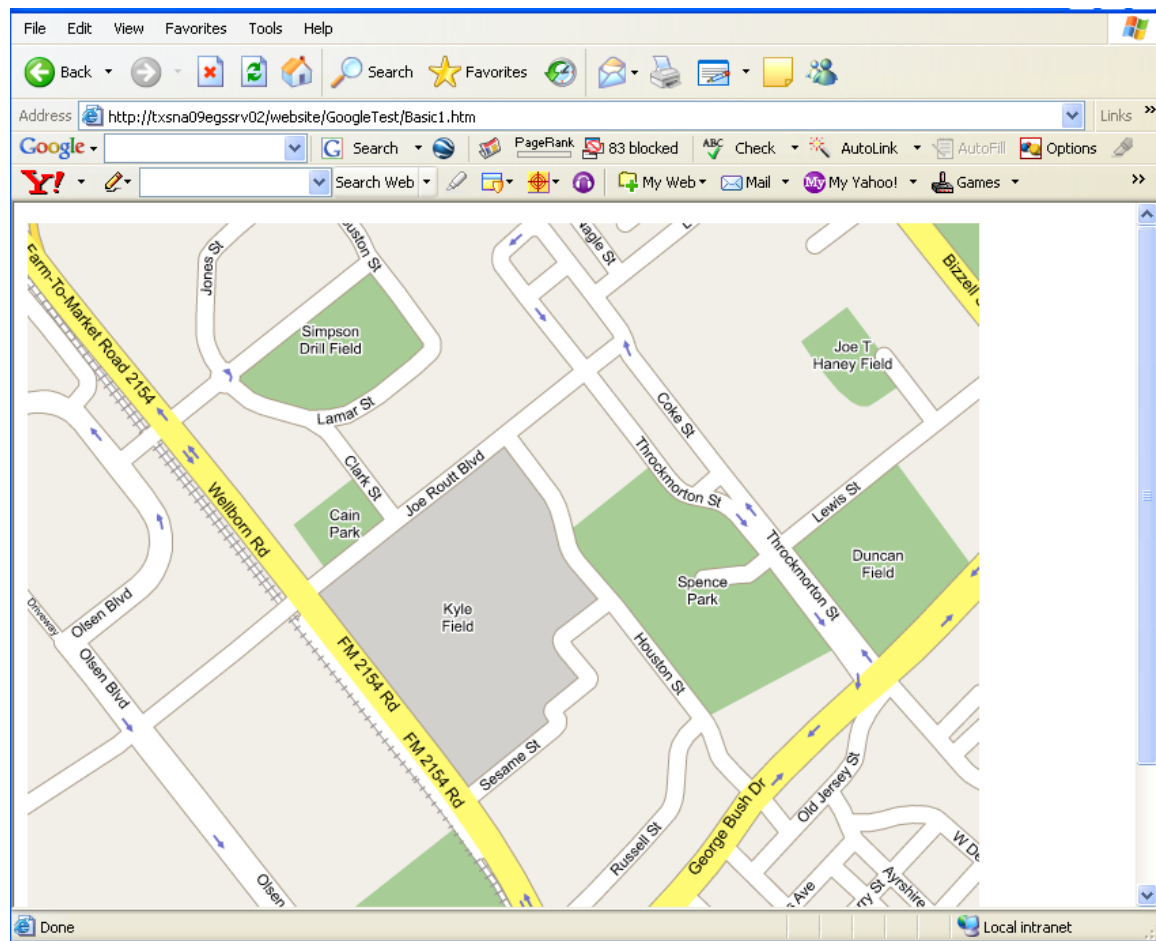 File Edit View Favorites Tools Help
Back Search Favorites
Address http://txsna09egssrv02/website/GoogleTest/Basic1.htm Links »
Google G Search PageRank 83 blocked ABC Check AutoLink AutoFill Options
Y! Search Web My Web Mail My My Yahoo! Games »
Jones St
Nagle St
Farm-To-Market Road 2154
Simpson
Drill Field
Joe T
Haney Field
Lamar St
Coke St
Clark St
Joe Routt Blvd
Throckmorton St
Lewis St
Wellborn Rd
Cain
Park
Throckmorton St
Duncan
Field
Spence
Park
Kyle
Field
Driveway
Olsen Blvd
Olsen Blvd
FM 2154 Rd
Houston St
FM 2154 Rd
Sesame St
Old Jersey St
George Bush Dr
Russell St
Olsen
Ayrshire
Done Local intranet